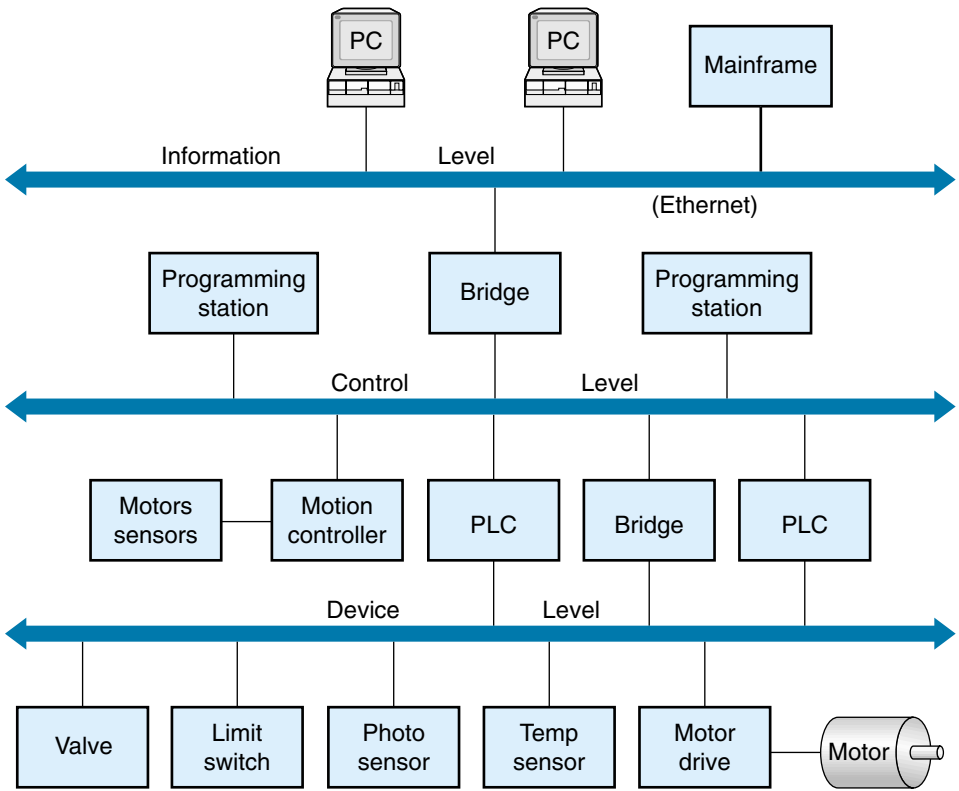 PC
PC
Mainframe
Information Level
(Ethernet)
Programming
station
Bridge
Programming
station
Control Level
Motors
sensors
Motion
controller
PLC
Bridge
PLC
Device Level
Valve
Limit
switch
Photo
sensor
Temp
sensor
Motor
drive
Motor